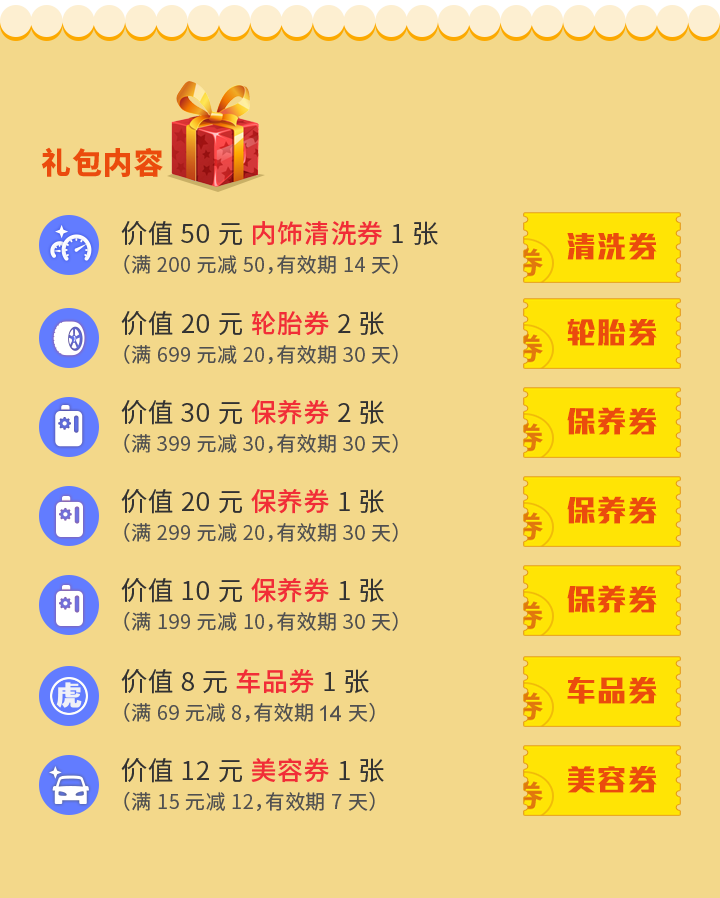 礼包内容
价值 50 元 内饰清洗券 1 张
（满 200 元减 50，有效期 14 天）
券 清洗券
价值 20 元 轮胎券 2 张
（满 699 元减 20，有效期 30 天）
券 轮胎券
价值 30 元 保养券 2 张
（满 399 元减 30，有效期 30 天）
券 保养券
价值 20 元 保养券 1 张
（满 299 元减 20，有效期 30 天）
券 保养券
价值 10 元 保养券 1 张
（满 199 元减 10，有效期 30 天）
券 保养券
虎
价值 8 元 车品券 1 张
（满 69 元减 8，有效期 14 天）
券 车品券
价值 12 元 美容券 1 张
（满 15 元减 12，有效期 7 天）
券 美容券